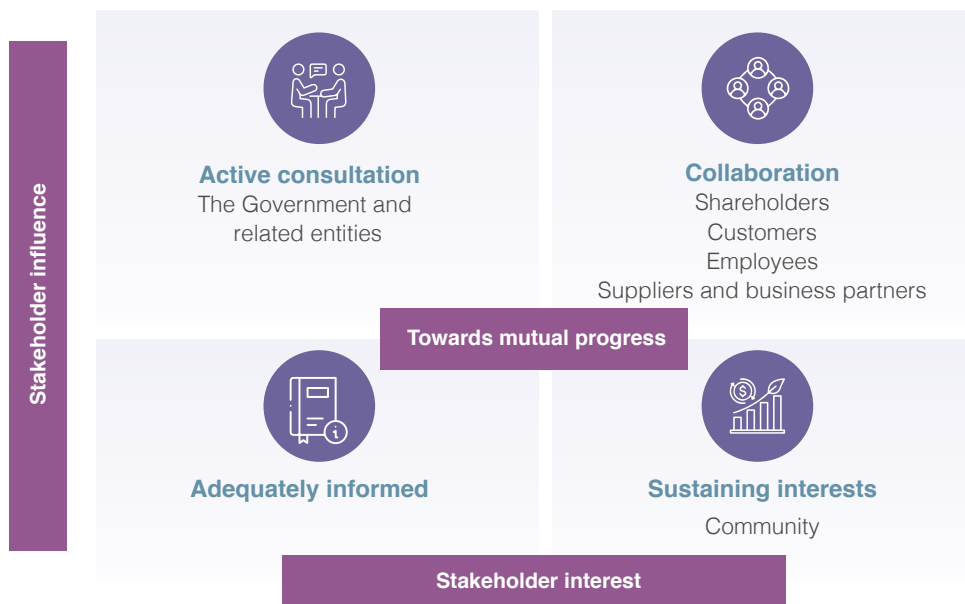 Stakeholder influence
Active consultation
The Government and
related entities
Collaboration
Shareholders
Customers
Employees
Suppliers and business partners
Towards mutual progress
Adequately informed
Sustaining interests
Community
Stakeholder interest